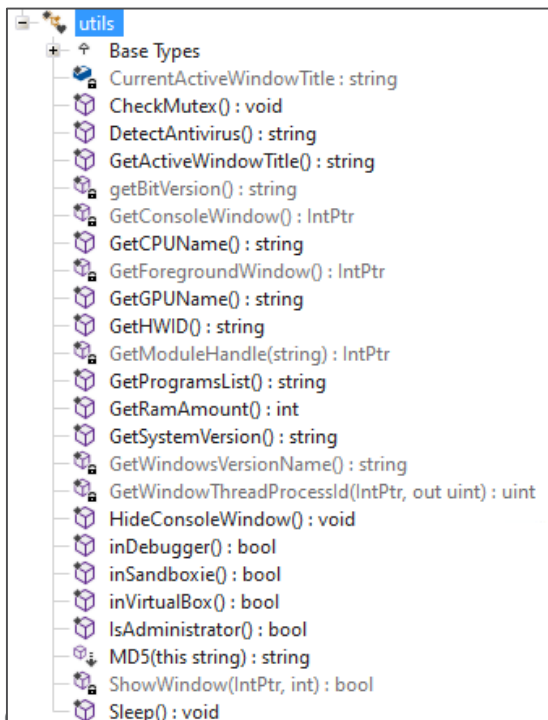 utils
Base Types
CurrentActiveWindowTitle : string
CheckMutex() : void
DetectAntivirus() : string
GetActiveWindowTitle() : string
getBitVersion() : string
GetConsoleWindow() : IntPtr
GetCPUName() : string
GetForegroundWindow() : IntPtr
GetGPUName() : string
GetHWID() : string
GetModuleHandle(string) : IntPtr
GetProgramsList() : string
GetRamAmount() : int
GetSystemVersion() : string
GetWindowsVersionName() : string
GetWindowThreadProcessId(IntPtr, out uint) : uint
HideConsoleWindow() : void
inDebugger() : bool
inSandboxie() : bool
inVirtualBox() : bool
IsAdministrator() : bool
MD5(this string) : string
ShowWindow(IntPtr, int) : bool
Sleep() : void